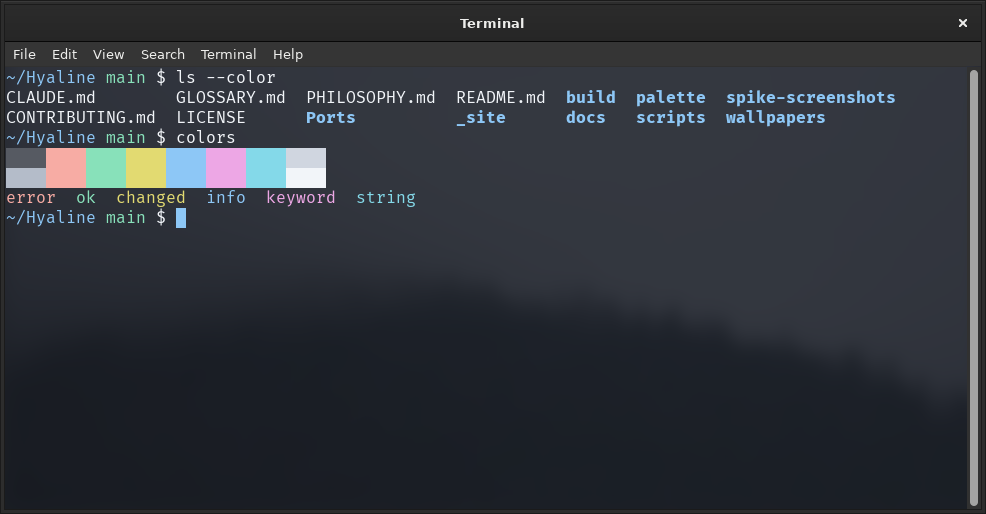 Terminal
File Edit View Search Terminal Help
~/Hyaline main $ ls --color
CLAUDE.md GLOSSARY.md PHILOSOPHY.md README.md build palette spike-screenshots
CONTRIBUTING.md LICENSE Ports _site docs scripts wallpapers
~/Hyaline main $ colors
error ok changed info keyword string
~/Hyaline main $